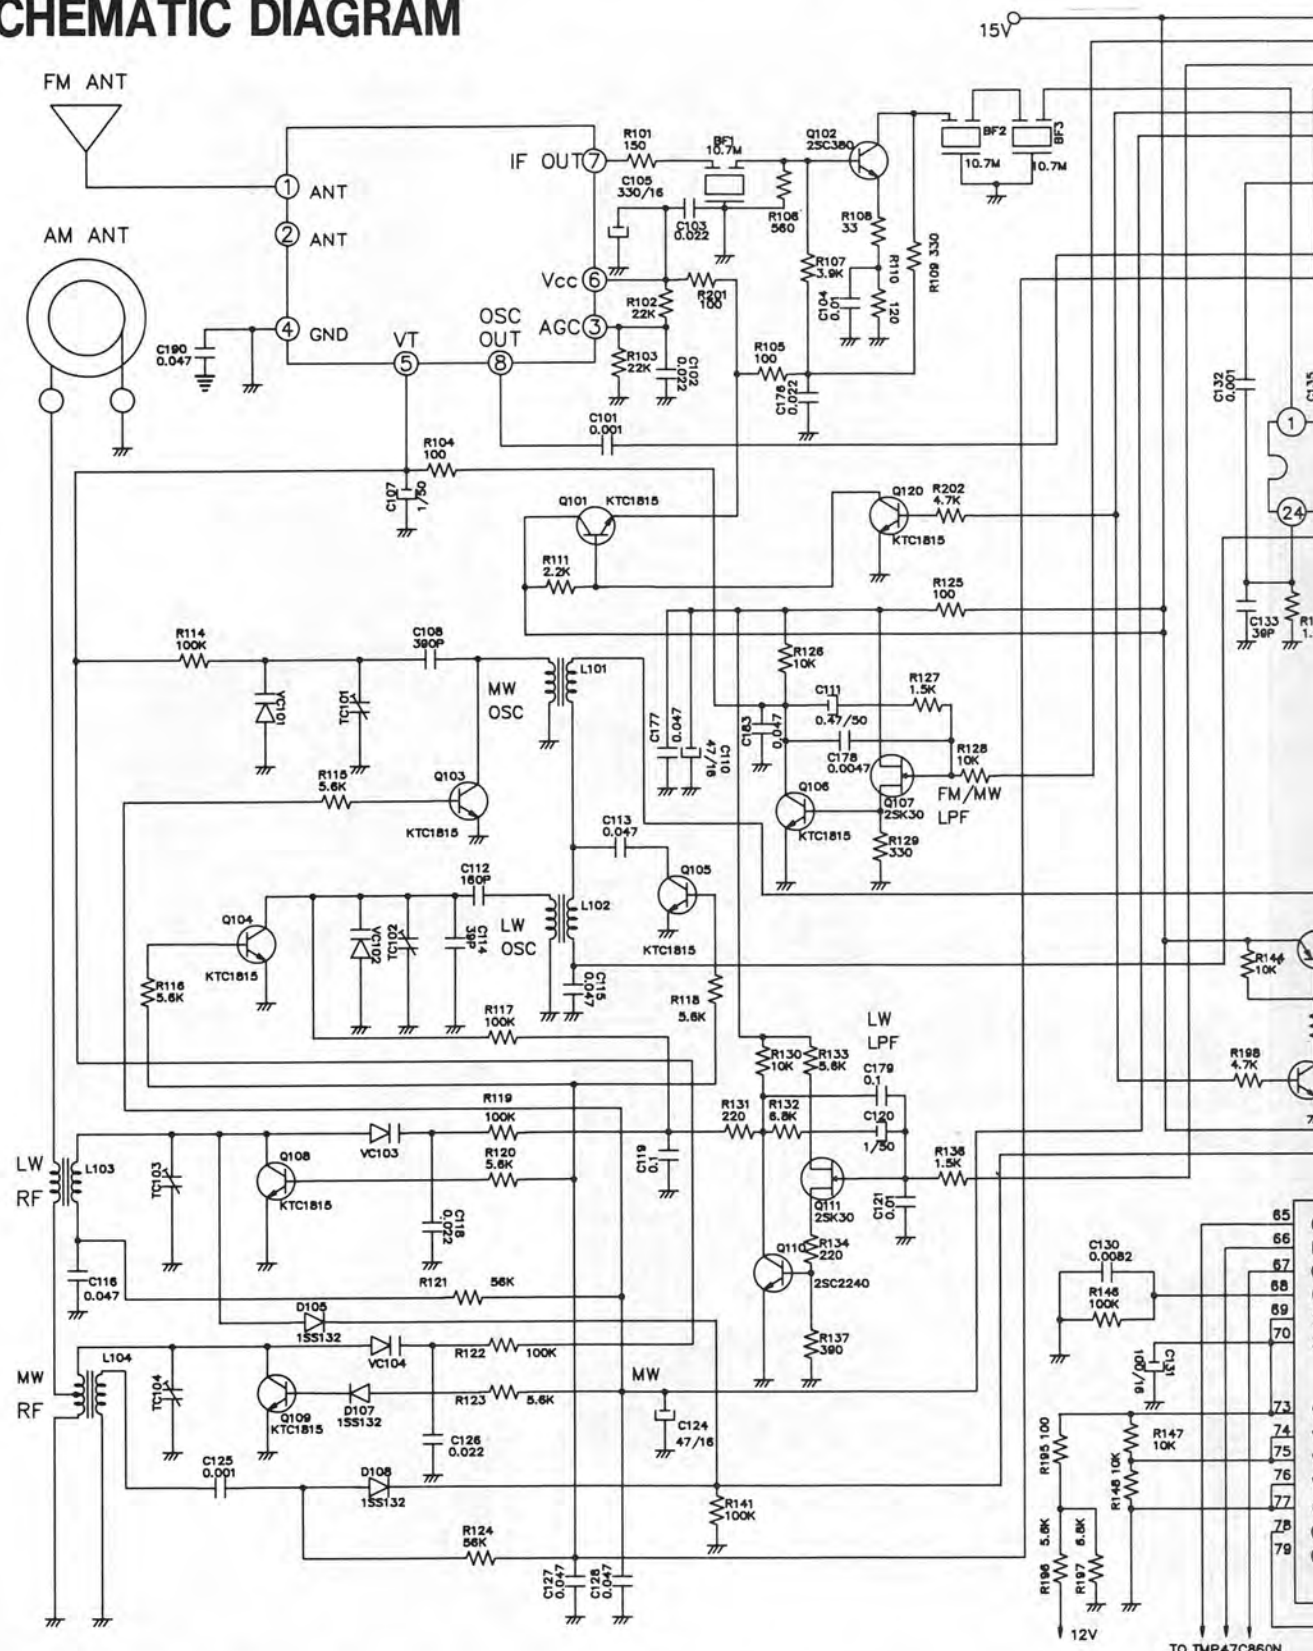 CHEMATIC DIAGRAM
15V
FM ANT
AM ANT
1 ANT
2 ANT
4 GND
IF OUT 7
Vcc 6
AGC 3
OSC
OUT
8
VT
5
R101
150
BF1
10.7M
Q102
2SC380
BF2
10.7M
BF3
10.7M
C105
330/16
C103
0.022
R106
560
R108
33
R107
3.9K
C104
0.01
R110
120
R109 330
R102
22K
R201
100
R103
22K
C102
0.022
R105
100
C176
0.022
C190
0.047
C101
0.001
C132
0.001
C135
1
24
R104
100
C107
1/50
Q101 KTC1815
Q120
KTC1815
R202
4.7K
R111
2.2K
R125
100
C133
39P
R114
100K
C108
390P
L101
MW
OSC
VC101
TC101
R126
10K
C111
0.47/50
R127
1.5K
C177
0.047
C110
47/16
C183
0.047
C178
0.0047
R128
10K
FM/MW
LPF
Q106
KTC1815
Q107
2SK30
R129
330
R115
5.6K
Q103
KTC1815
C113
0.047
Q105
KTC1815
C112
160P
L102
LW
OSC
Q104
KTC1815
VC102
TC102
C114
39P
C115
0.047
R116
5.6K
R118
5.6K
R117
100K
R144
10K
LW
LPF
R130
10K
R133
5.6K
C179
0.1
R198
4.7K
R119
100K
R131
220
R132
6.8K
C120
1/50
VC103
R120
5.6K
C119
0.1
R136
1.5K
LW
RF
L103
TC103
Q108
KTC1815
C118
0.022
Q111
2SK30
C121
0.01
C116
0.047
R121 56K
Q110
2SC2240
R134
220
D105
1SS132
R137
390
C130
0.0082
R146
100K
65
66
67
68
69
70
73
74
75
76
77
78
79
C131
100/16
VC104
R122 100K
MW
RF
L104
TC104
Q109
KTC1815
D107
1SS132
R123 5.6K
MW
C124
47/16
C126
0.022
R195 100
R147
10K
R148 10K
C125
0.001
D106
1SS132
R141
100K
R124
56K
C127
0.047
C128
0.047
R196 5.6K
R197 6.8K
12V
TO TMP47C860N